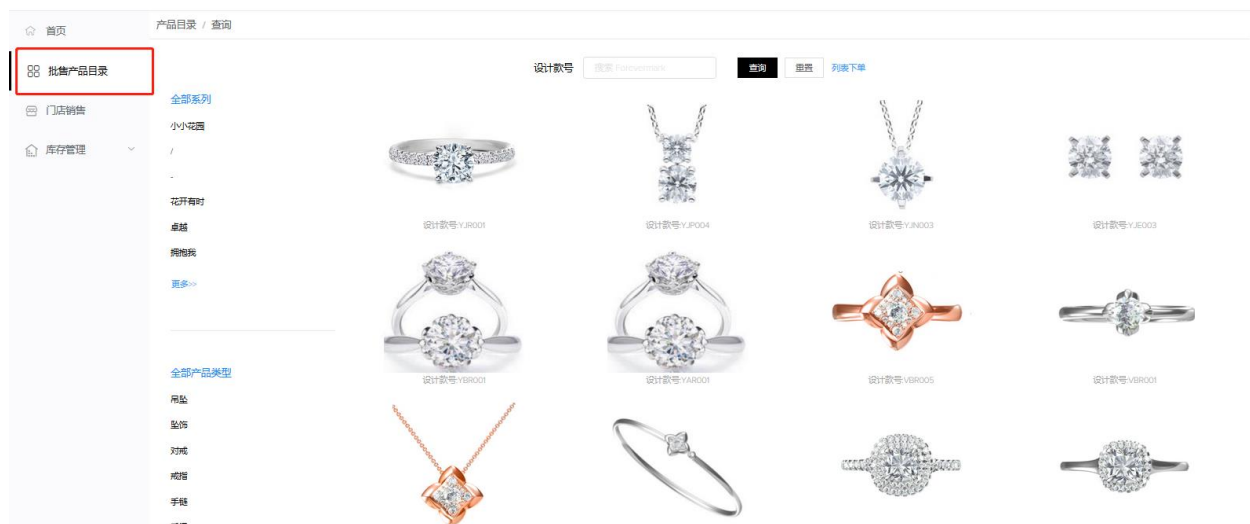 首页
产品目录 / 查询
批售产品目录
门店销售
库存管理
设计款号
搜索 Forevermark
查询
重置
列表下单
全部系列
小小花园
/
-
花开有时
卓越
拥抱我
更多>>
全部产品类型
吊坠
坠饰
对戒
戒指
手链
设计款号:YJR001
设计款号:YJP004
设计款号:YJN003
设计款号:YJE003
设计款号:YBR001
设计款号:YAR001
设计款号:VBR005
设计款号:VBR001